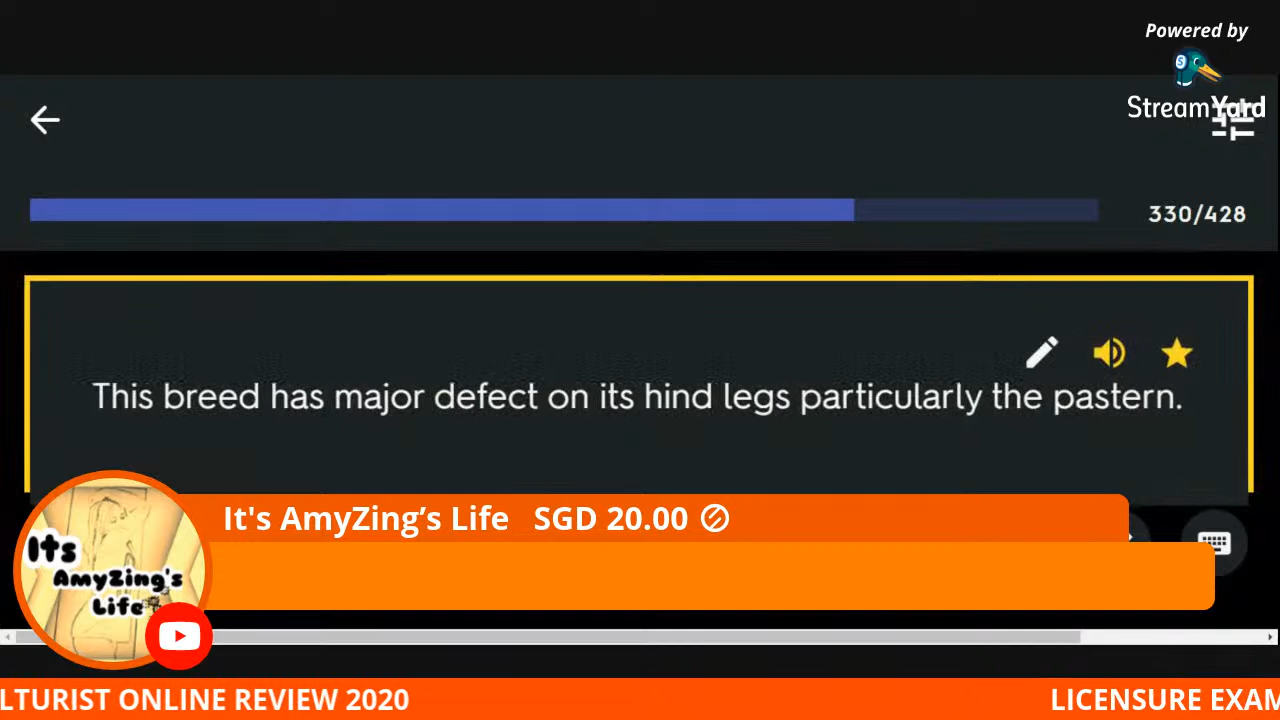 Powered by
StreamYard
330/428
This breed has major defect on its hind legs particularly the pastern.
It's AmyZing’s Life SGD 20.00
Its
AmyZing's
Life
LTURIST ONLINE REVIEW 2020 LICENSURE EXAM